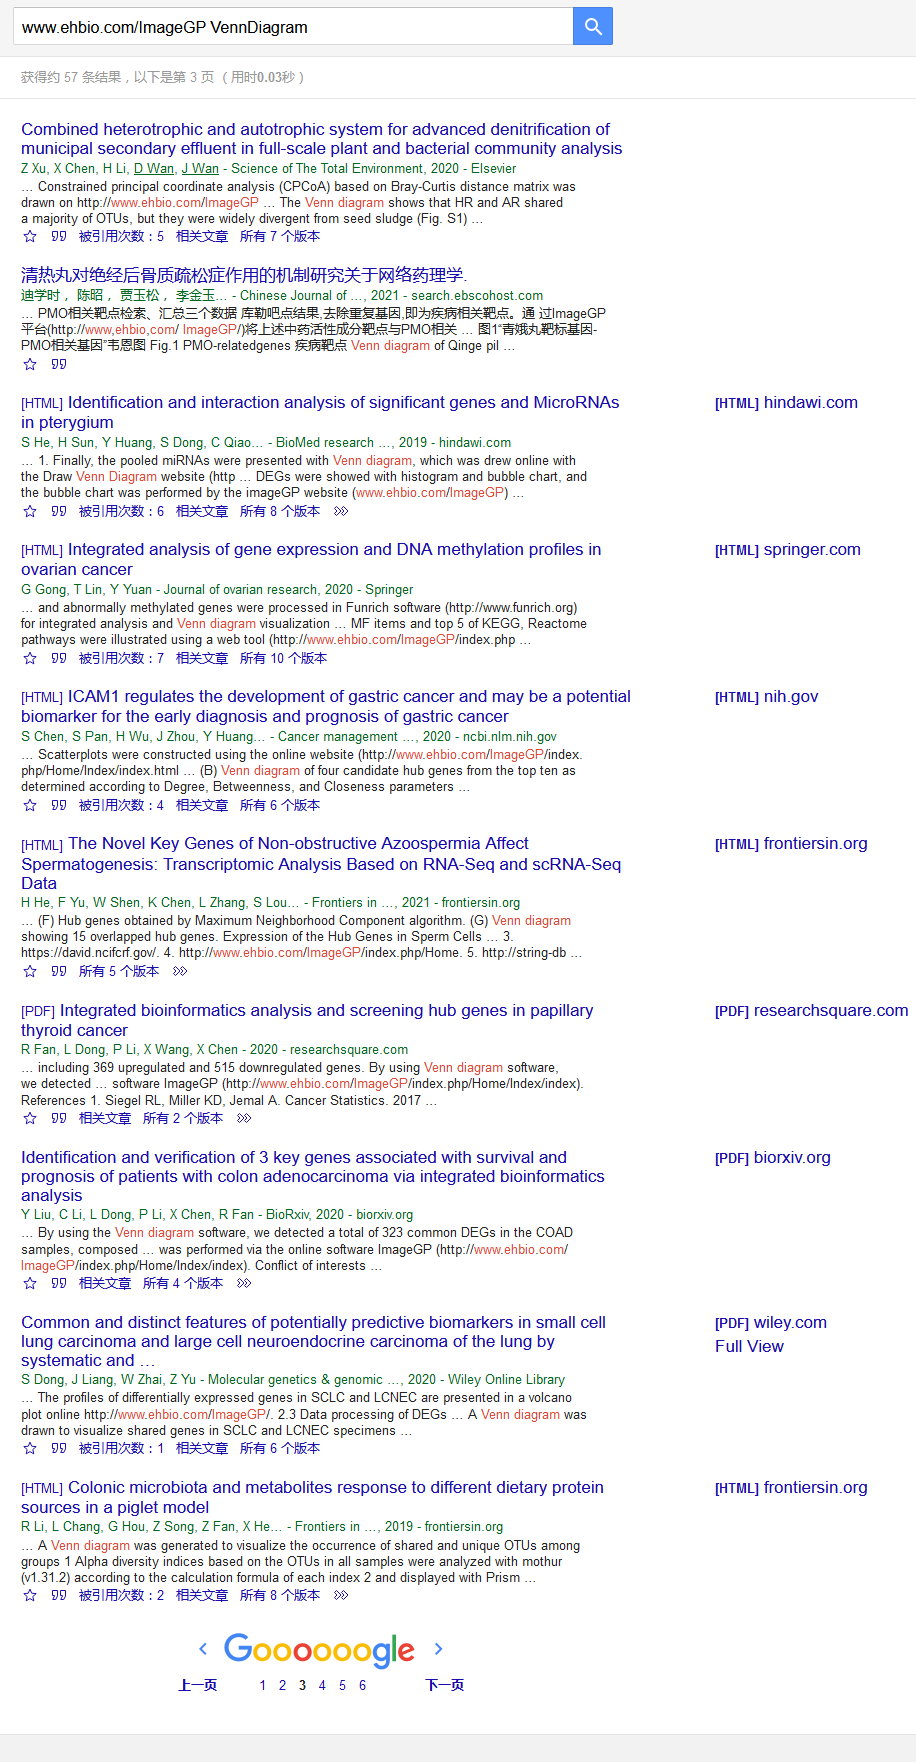 www.ehbio.com/ImageGP VennDiagram
获得约 57 条结果，以下是第 3 页 （用时0.03秒）
Combined heterotrophic and autotrophic system for advanced denitrification of
municipal secondary effluent in full-scale plant and bacterial community analysis
Z Xu, X Chen, H Li, D Wan, J Wan - Science of The Total Environment, 2020 - Elsevier
… Constrained principal coordinate analysis (CPCoA) based on Bray-Curtis distance matrix was
drawn on http://www.ehbio.com/ImageGP … The Venn diagram shows that HR and AR shared
a majority of OTUs, but they were widely divergent from seed sludge (Fig. S1) …
被引用次数：5 相关文章 所有 7 个版本
清热丸对绝经后骨质疏松症作用的机制研究关于网络药理学.
迪学时， 陈昭， 贾玉松， 李金玉… - Chinese Journal of …, 2021 - search.ebscohost.com
… PMO相关靶点检索、汇总三个数据 库勒吧点结果,去除重复基因,即为疾病相关靶点。通 过ImageGP
平台(http://www,ehbio,com/ ImageGP/)将上述中药活性成分靶点与PMO相关 … 图1“青娥丸靶标基因-
PMO相关基因”韦恩图 Fig.1 PMO-relatedgenes 疾病靶点 Venn diagram of Qinge pil …
[HTML] Identification and interaction analysis of significant genes and MicroRNAs
in pterygium
[HTML] hindawi.com
S He, H Sun, Y Huang, S Dong, C Qiao… - BioMed research …, 2019 - hindawi.com
… 1. Finally, the pooled miRNAs were presented with Venn diagram, which was drew online with
the Draw Venn Diagram website (http … DEGs were showed with histogram and bubble chart, and
the bubble chart was performed by the imageGP website (www.ehbio.com/ImageGP) …
被引用次数：6 相关文章 所有 8 个版本
[HTML] Integrated analysis of gene expression and DNA methylation profiles in
ovarian cancer
[HTML] springer.com
G Gong, T Lin, Y Yuan - Journal of ovarian research, 2020 - Springer
… and abnormally methylated genes were processed in Funrich software (http://www.funrich.org)
for integrated analysis and Venn diagram visualization … MF items and top 5 of KEGG, Reactome
pathways were illustrated using a web tool (http://www.ehbio.com/ImageGP/index.php …
被引用次数：7 相关文章 所有 10 个版本
[HTML] ICAM1 regulates the development of gastric cancer and may be a potential
biomarker for the early diagnosis and prognosis of gastric cancer
[HTML] nih.gov
S Chen, S Pan, H Wu, J Zhou, Y Huang… - Cancer management …, 2020 - ncbi.nlm.nih.gov
… Scatterplots were constructed using the online website (http://www.ehbio.com/ImageGP/index.
php/Home/Index/index.html … (B) Venn diagram of four candidate hub genes from the top ten as
determined according to Degree, Betweenness, and Closeness parameters …
被引用次数：4 相关文章 所有 6 个版本
[HTML] The Novel Key Genes of Non-obstructive Azoospermia Affect
Spermatogenesis: Transcriptomic Analysis Based on RNA-Seq and scRNA-Seq
Data
[HTML] frontiersin.org
H He, F Yu, W Shen, K Chen, L Zhang, S Lou… - Frontiers in …, 2021 - frontiersin.org
… (F) Hub genes obtained by Maximum Neighborhood Component algorithm. (G) Venn diagram
showing 15 overlapped hub genes. Expression of the Hub Genes in Sperm Cells … 3.
https://david.ncifcrf.gov/. 4. http://www.ehbio.com/ImageGP/index.php/Home. 5. http://string-db …
所有 5 个版本
[PDF] Integrated bioinformatics analysis and screening hub genes in papillary
thyroid cancer
[PDF] researchsquare.com
R Fan, L Dong, P Li, X Wang, X Chen - 2020 - researchsquare.com
… including 369 upregulated and 515 downregulated genes. By using Venn diagram software,
we detected … software ImageGP (http://www.ehbio.com/ImageGP/index.php/Home/Index/index).
References 1. Siegel RL, Miller KD, Jemal A. Cancer Statistics. 2017 …
相关文章 所有 2 个版本
Identification and verification of 3 key genes associated with survival and
prognosis of patients with colon adenocarcinoma via integrated bioinformatics
analysis
[PDF] biorxiv.org
Y Liu, C Li, L Dong, P Li, X Chen, R Fan - BioRxiv, 2020 - biorxiv.org
… By using the Venn diagram software, we detected a total of 323 common DEGs in the COAD
samples, composed … was performed via the online software ImageGP (http://www.ehbio.com/
ImageGP/index.php/Home/Index/index). Conflict of interests …
相关文章 所有 4 个版本
Common and distinct features of potentially predictive biomarkers in small cell
lung carcinoma and large cell neuroendocrine carcinoma of the lung by
systematic and …
[PDF] wiley.com
Full View
S Dong, J Liang, W Zhai, Z Yu - Molecular genetics & genomic …, 2020 - Wiley Online Library
… The profiles of differentially expressed genes in SCLC and LCNEC are presented in a volcano
plot online http://www.ehbio.com/ImageGP/. 2.3 Data processing of DEGs … A Venn diagram was
drawn to visualize shared genes in SCLC and LCNEC specimens …
被引用次数：1 相关文章 所有 6 个版本
[HTML] Colonic microbiota and metabolites response to different dietary protein
sources in a piglet model
[HTML] frontiersin.org
R Li, L Chang, G Hou, Z Song, Z Fan, X He… - Frontiers in …, 2019 - frontiersin.org
… A Venn diagram was generated to visualize the occurrence of shared and unique OTUs among
groups 1 Alpha diversity indices based on the OTUs in all samples were analyzed with mothur
(v1.31.2) according to the calculation formula of each index 2 and displayed with Prism …
被引用次数：2 相关文章 所有 8 个版本
Goooooogle
上一页 1 2 3 4 5 6 下一页